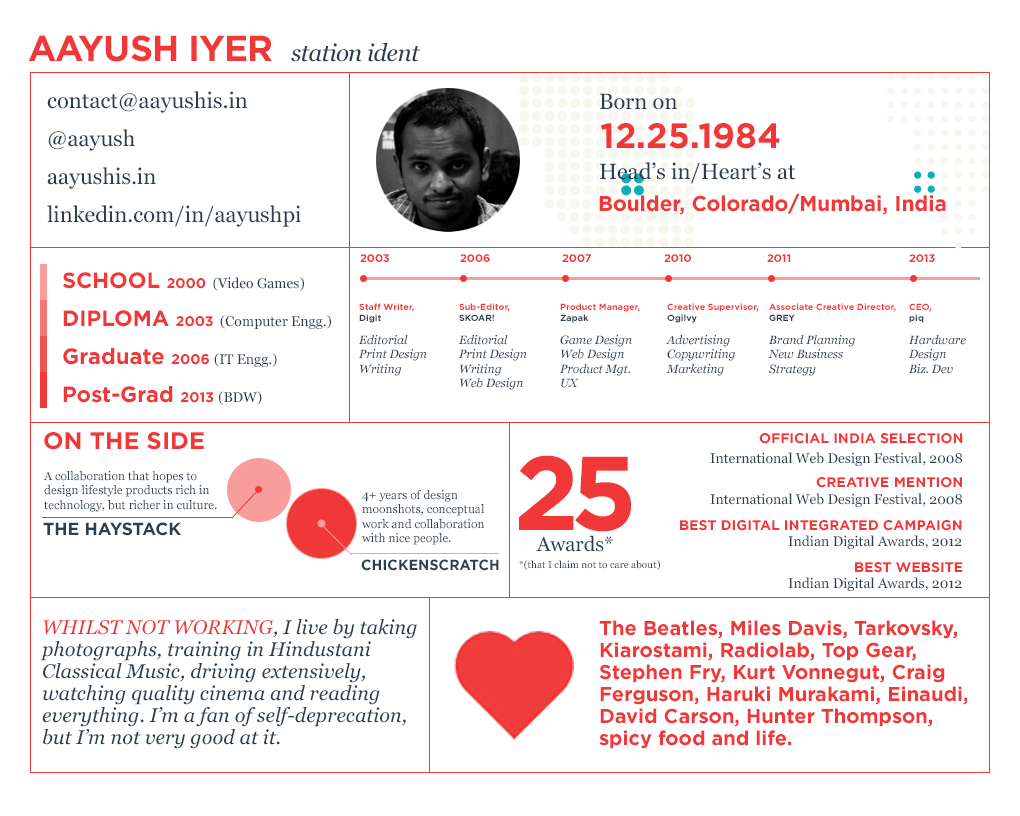 AAYUSH IYER station ident
contact@aayushis.in
@aayush
aayushis.in
linkedin.com/in/aayushpi
Born on
12.25.1984
Head's in/Heart's at
Boulder, Colorado/Mumbai, India
SCHOOL 2000 (Video Games)
DIPLOMA 2003 (Computer Engg.)
Graduate 2006 (IT Engg.)
Post-Grad 2013 (BDW)
2003
Staff Writer,
Digit
Editorial
Print Design
Writing
2006
Sub-Editor,
SKOAR!
Editorial
Print Design
Writing
Web Design
2007
Product Manager,
Zapak
Game Design
Web Design
Product Mgt.
UX
2010
Creative Supervisor,
Ogilvy
Advertising
Copywriting
Marketing
2011
Associate Creative Director,
GREY
Brand Planning
New Business
Strategy
2013
CEO,
piq
Hardware
Design
Biz. Dev
ON THE SIDE
A collaboration that hopes to
design lifestyle products rich in
technology, but richer in culture.
THE HAYSTACK
4+ years of design
moonshots, conceptual
work and collaboration
with nice people.
CHICKENSCRATCH
25
Awards*
*(that I claim not to care about)
OFFICIAL INDIA SELECTION
International Web Design Festival, 2008
CREATIVE MENTION
International Web Design Festival, 2008
BEST DIGITAL INTEGRATED CAMPAIGN
Indian Digital Awards, 2012
BEST WEBSITE
Indian Digital Awards, 2012
WHILST NOT WORKING, I live by taking
photographs, training in Hindustani
Classical Music, driving extensively,
watching quality cinema and reading
everything. I'm a fan of self-deprecation,
but I'm not very good at it.
The Beatles, Miles Davis, Tarkovsky,
Kiarostami, Radiolab, Top Gear,
Stephen Fry, Kurt Vonnegut, Craig
Ferguson, Haruki Murakami, Einaudi,
David Carson, Hunter Thompson,
spicy food and life.